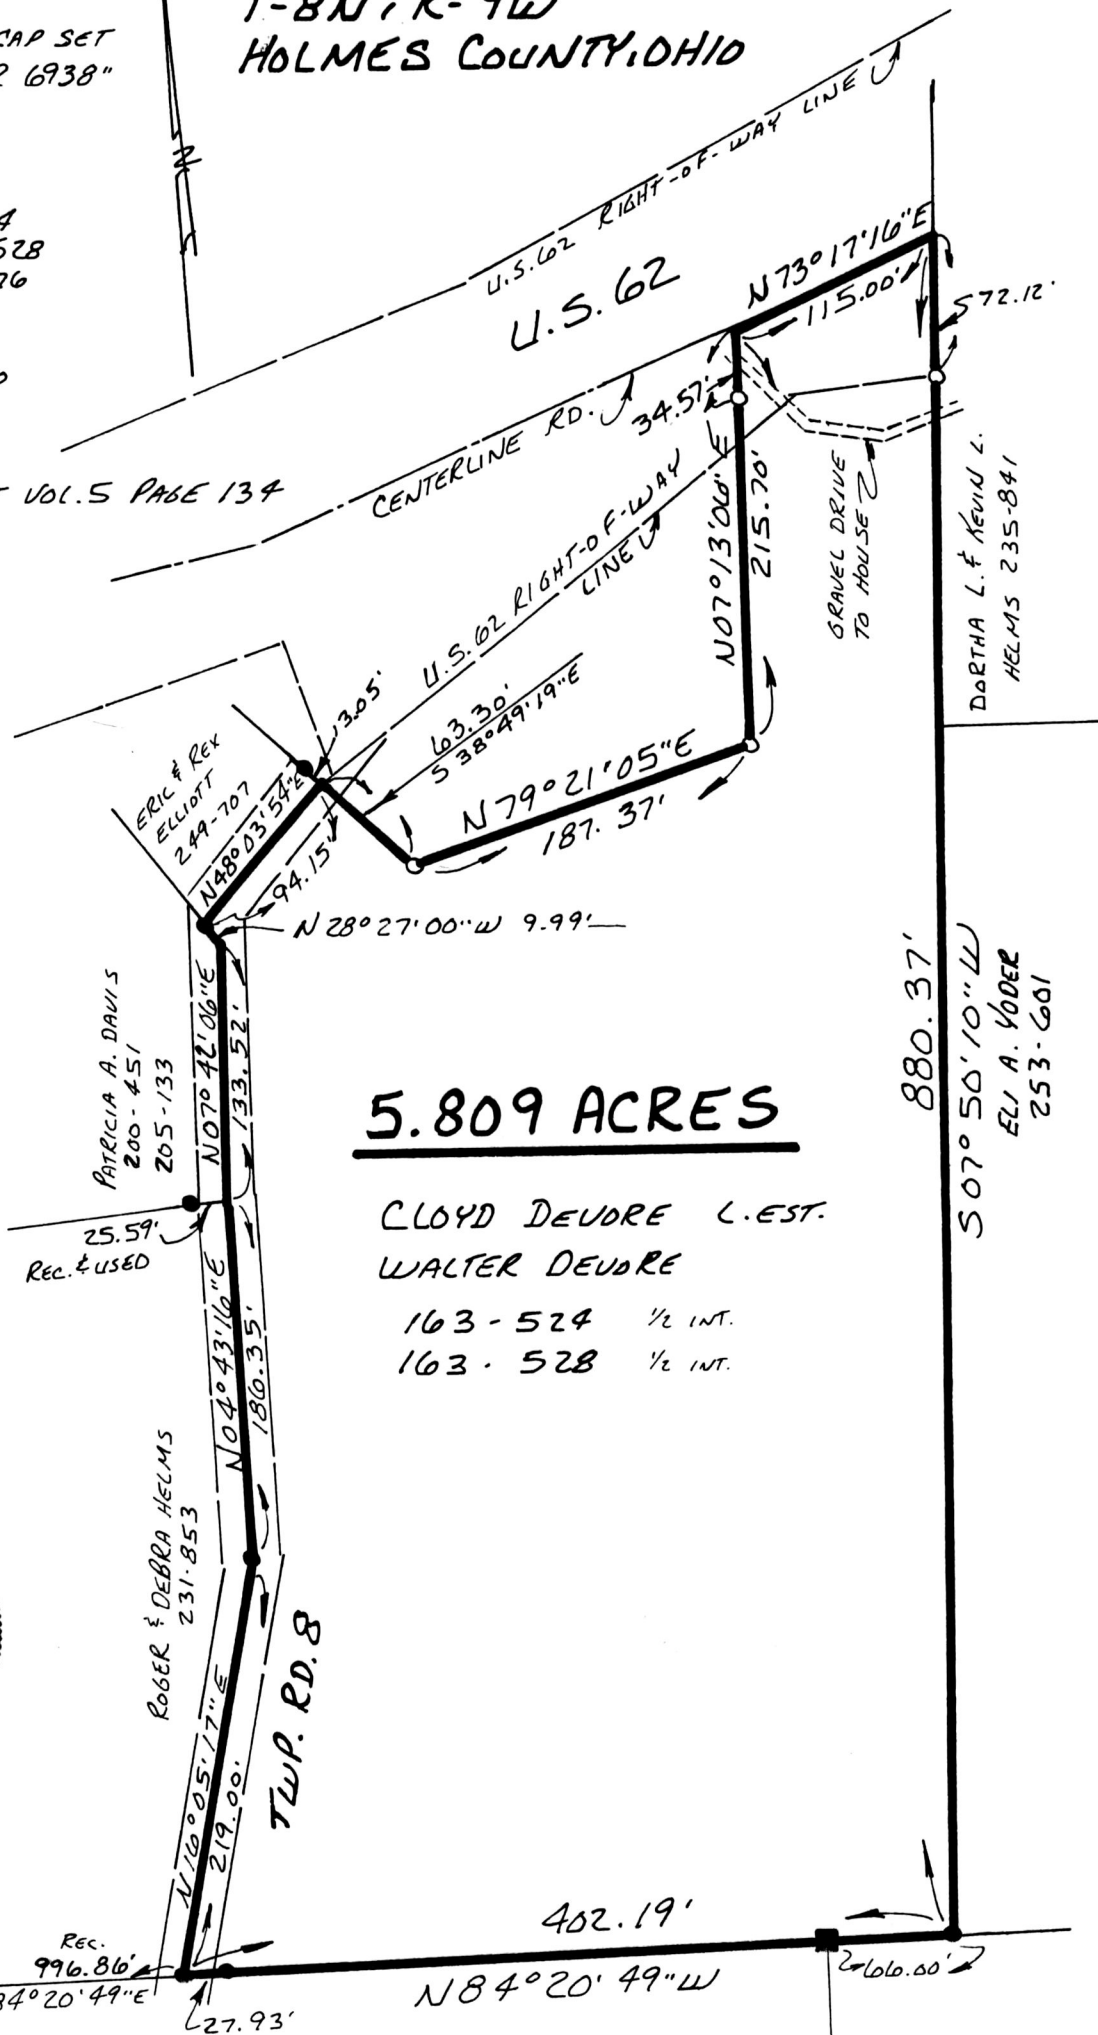 T-8N, R-9W
HOLMES COUNTY, OHIO
CAP SET
6938"
N
528
VOL.5 PAGE 134
U.S.62 RIGHT-OF-WAY LINE
U.S. 62
N73°17'16"E
115.00'
572.12'
CENTERLINE RD.
34.57'
N07°13'06" E
215.70'
GRAVEL DRIVE
TO HOUSE
DORTHA L. & KEVIN L.
HELMS 235-841
U.S.62 RIGHT-OF-WAY
LINE
13.05'
63.30'
S 38°49'19"E
N79°21'05"E
187.37'
ERIC & REX
ELLIOTT
249-707
N48°03'54"E
94.15'
N28°27'00"W 9.99'
PATRICIA A. DAVIS
200-451
205-133
N07°42'06"E
133.52'
880.37'
S07°50'10"W
ELI A. YODER
253-601
5.809 ACRES
CLOYD DEVORE L.EST.
WALTER DEVORE
163-524 ½ INT.
163-528 ½ INT.
25.59'
REC. & USED
N04°43'16"E
186.35'
ROGER & DEBRA HELMS
231-853
TWP. RD. 8
N16°05'17"E
219.00'
402.19'
N84°20'49"W
66.00'
REC.
996.86'
84°20'49"E
27.93'